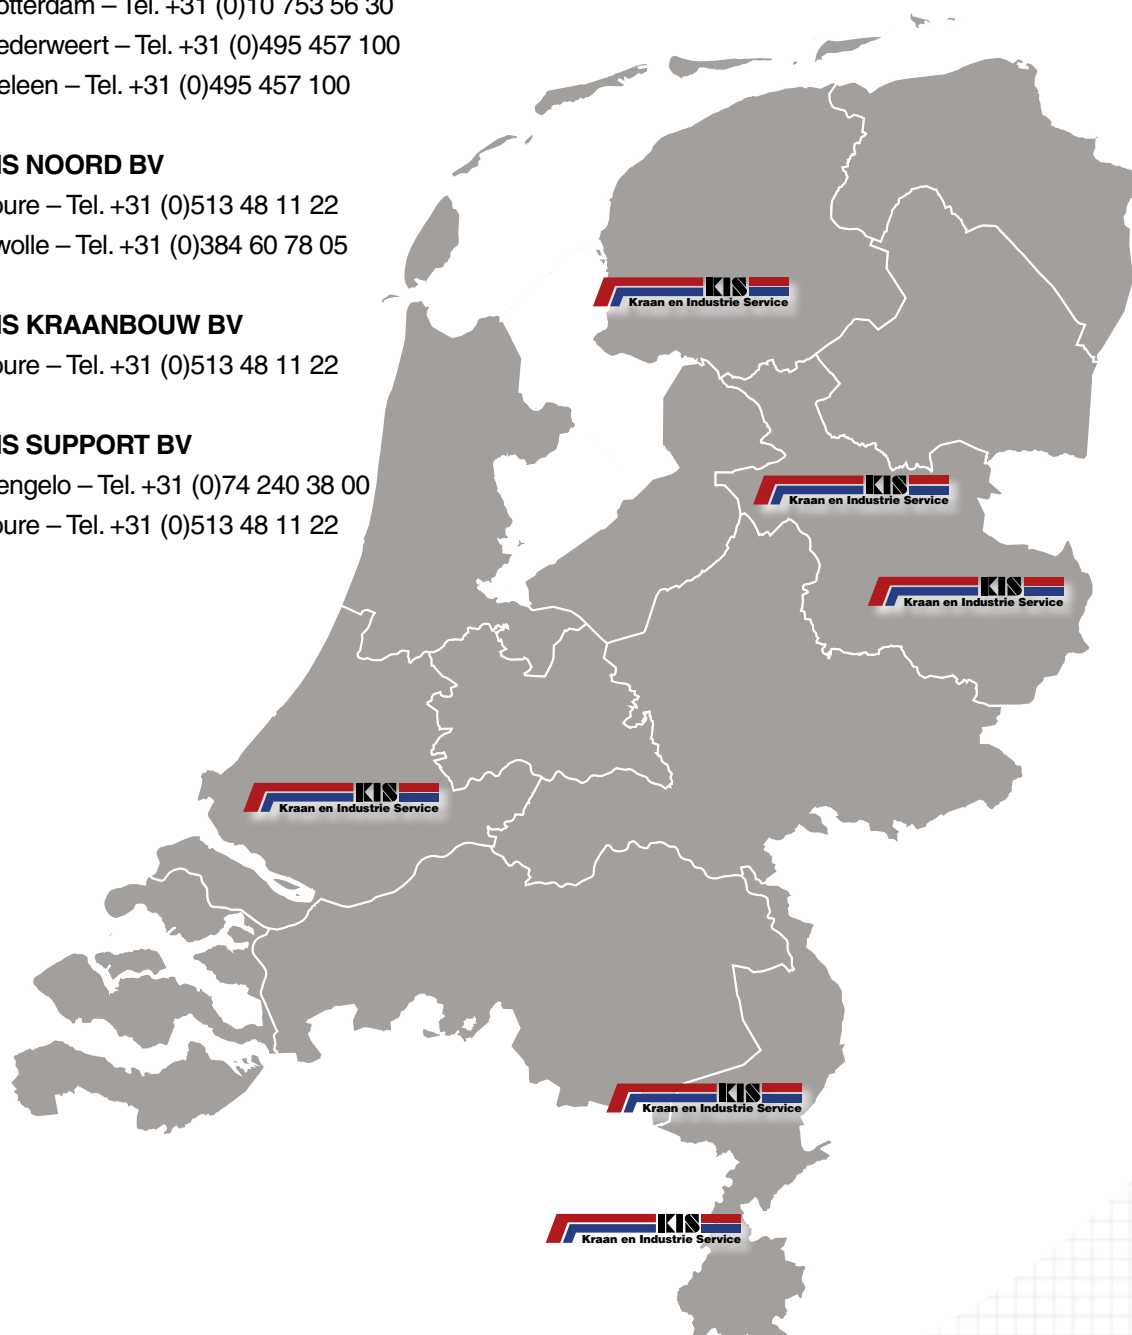 otterdam – Tel. +31 (0)10 753 56 30
ederweert – Tel. +31 (0)495 457 100
eleen – Tel. +31 (0)495 457 100
IS NOORD BV
oure – Tel. +31 (0)513 48 11 22
wolle – Tel. +31 (0)384 60 78 05
IS KRAANBOUW BV
oure – Tel. +31 (0)513 48 11 22
IS SUPPORT BV
engelo – Tel. +31 (0)74 240 38 00
oure – Tel. +31 (0)513 48 11 22
KIS
Kraan en Industrie Service
KIS
Kraan en Industrie Service
KIS
Kraan en Industrie Service
KIS
Kraan en Industrie Service
KIS
Kraan en Industrie Service
KIS
Kraan en Industrie Service